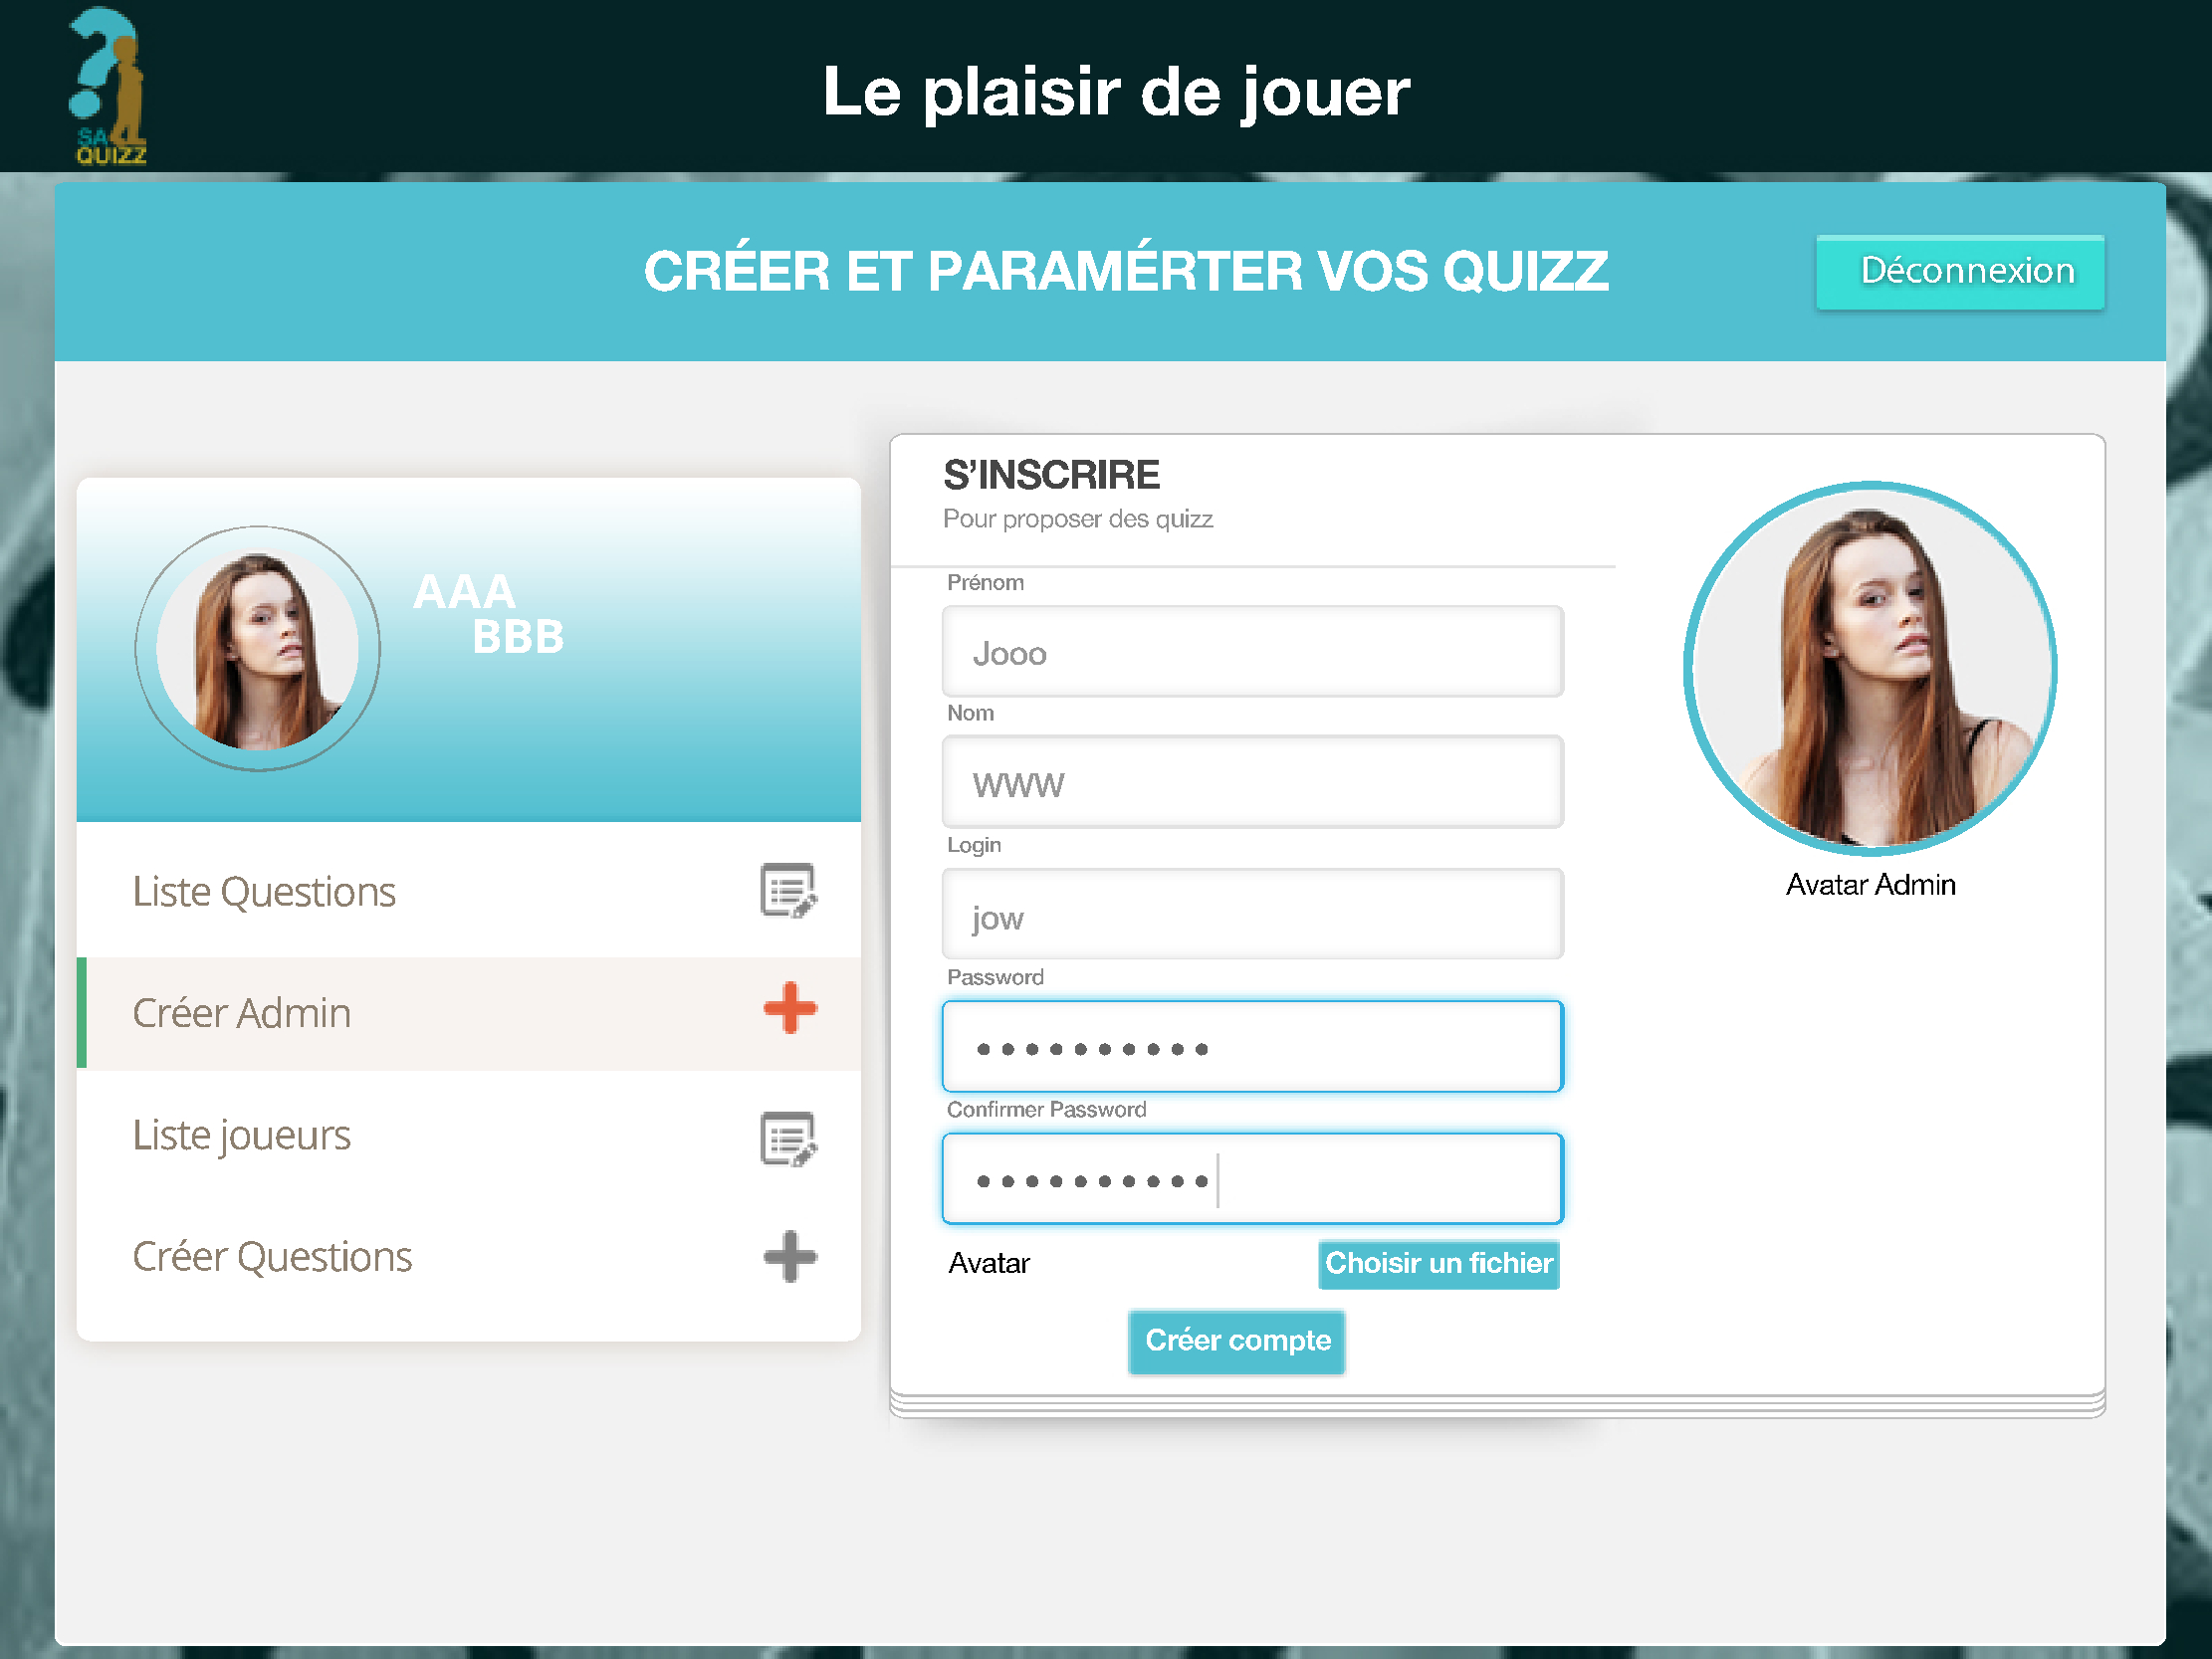 SA
QUIZZ
Le plaisir de jouer
CRÉER ET PARAMÉRTER VOS QUIZZ
Déconnexion
AAA
BBB
Liste Questions
Créer Admin
Liste joueurs
Créer Questions
S’INSCRIRE
Pour proposer des quizz
Prénom
Jooo
Nom
WWW
Login
jow
Password
Confirmer Password
Avatar
Choisir un fichier
Créer compte
Avatar Admin